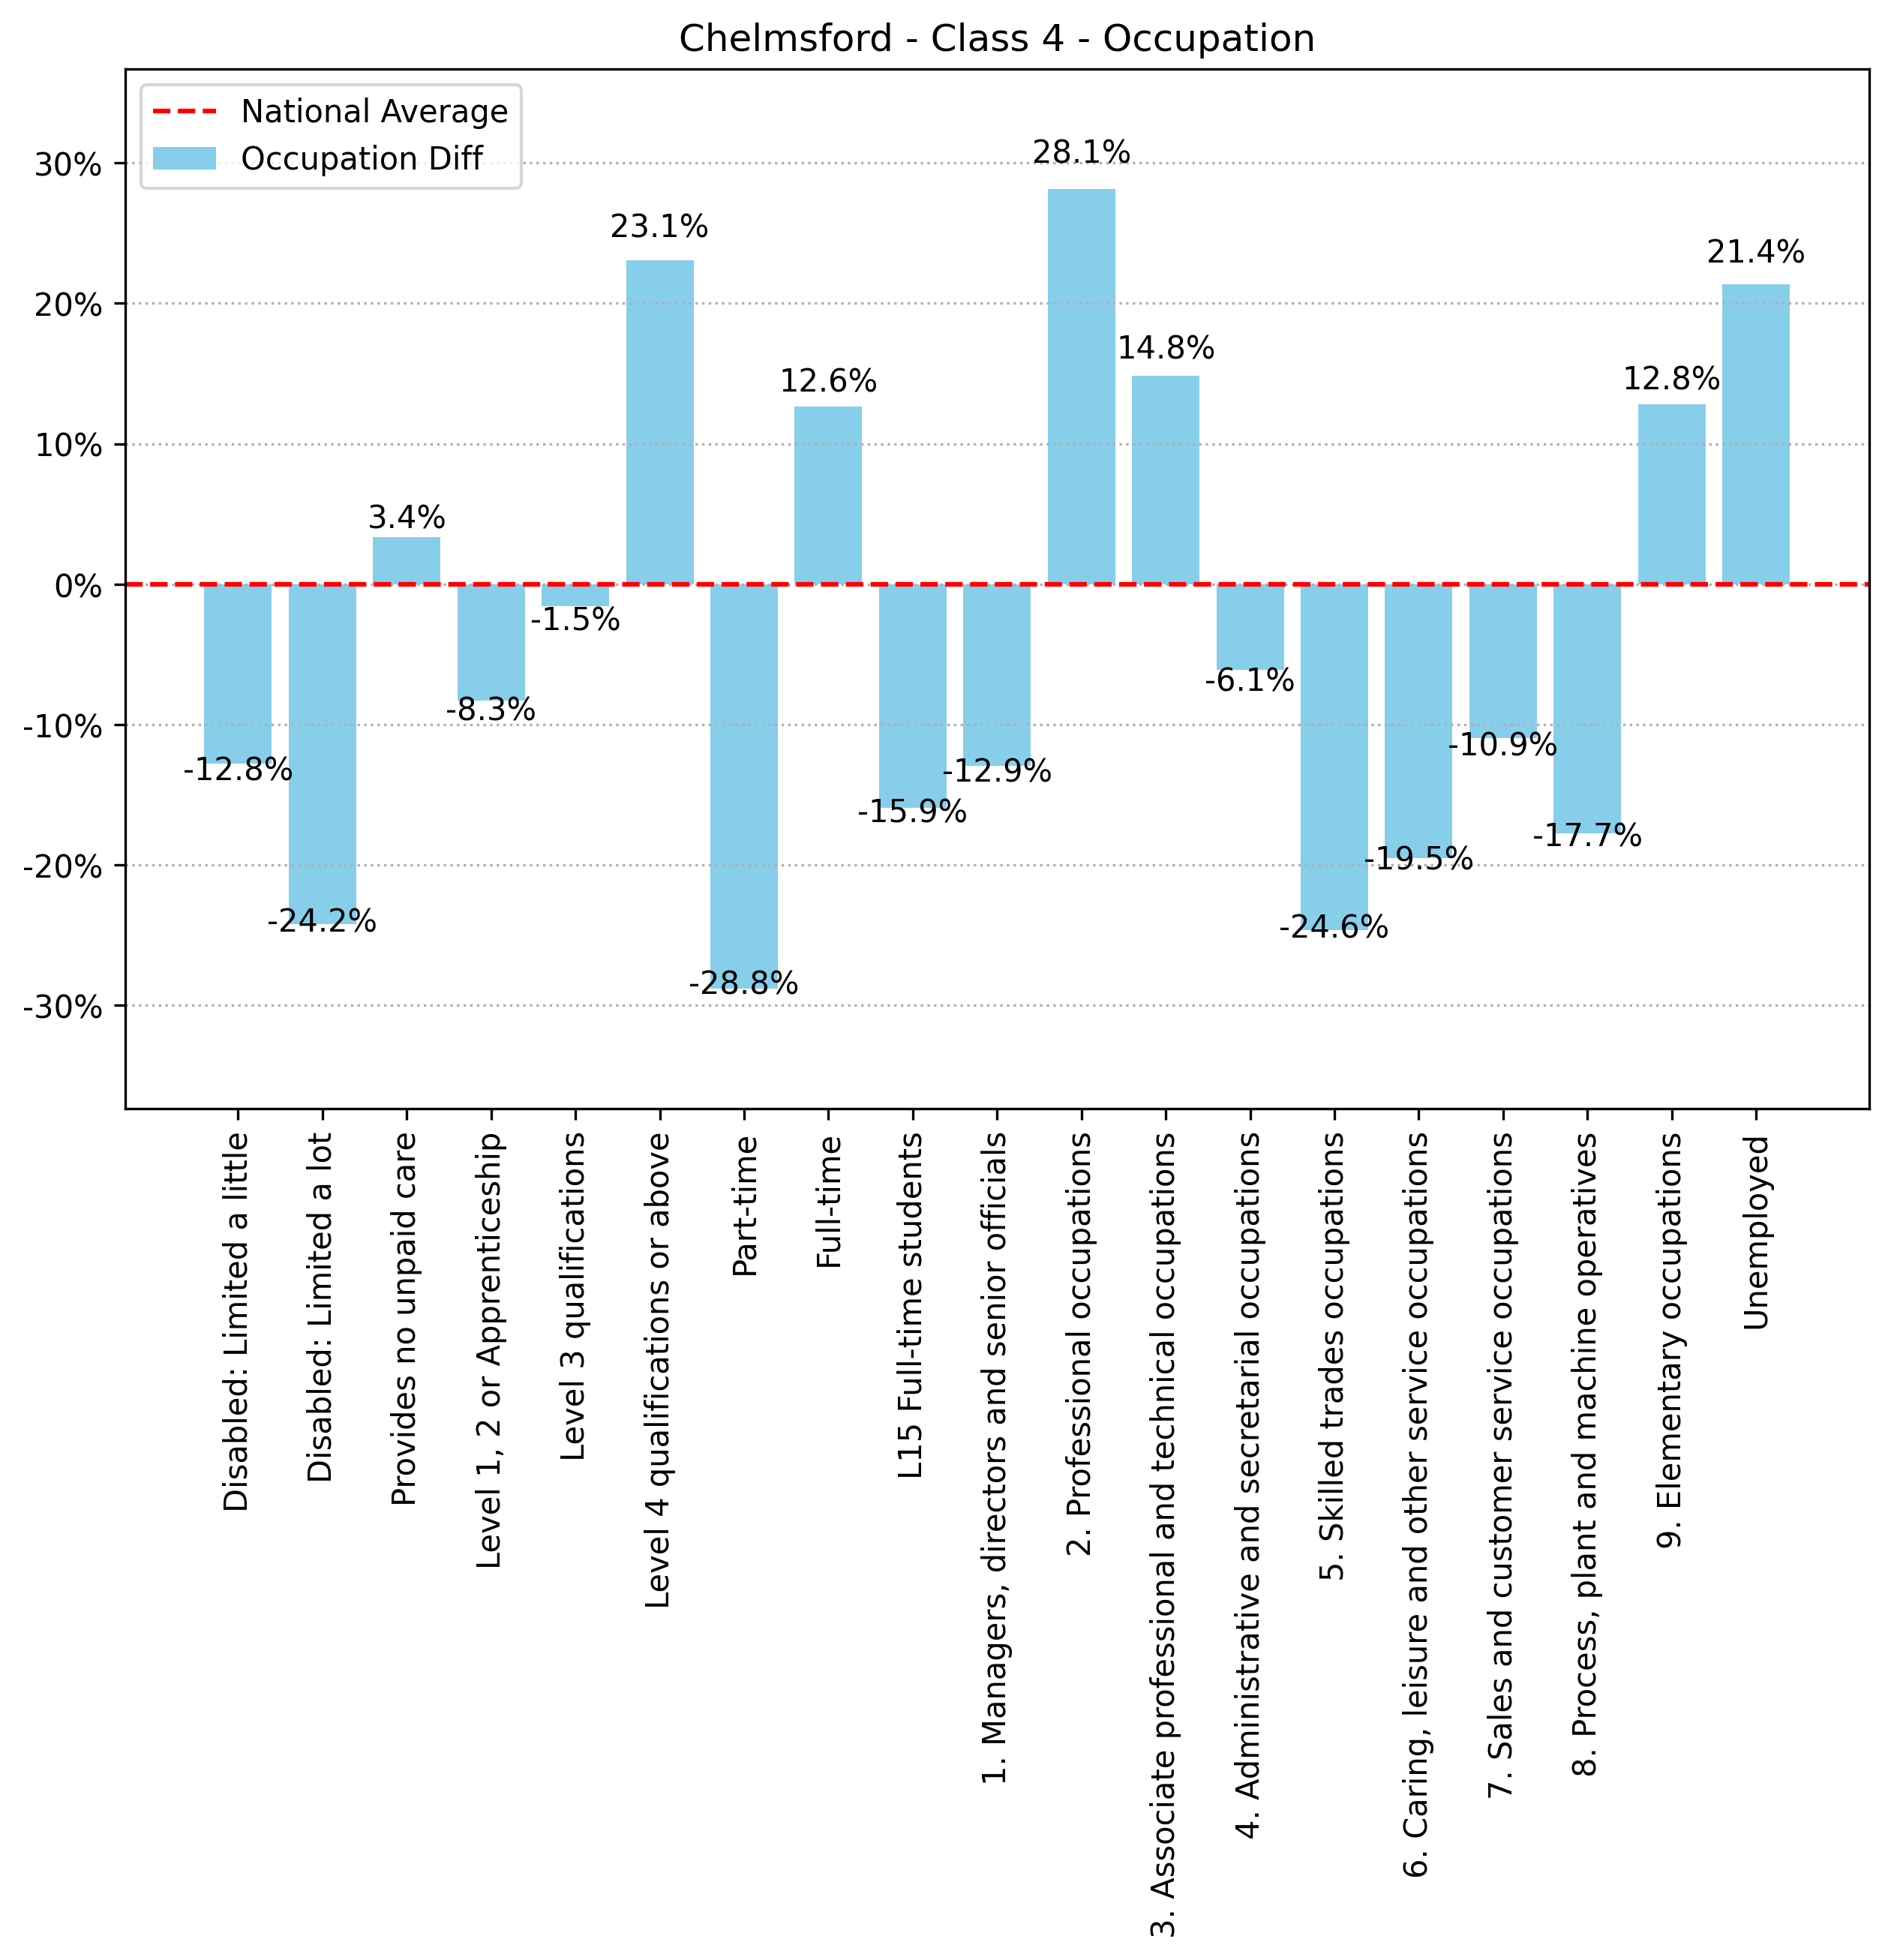 Chelmsford - Class 4 - Occupation
National Average
Occupation Diff
30%
20%
10%
0%
-10%
-20%
-30%
-12.8%
-24.2%
3.4%
-8.3%
-1.5%
23.1%
-28.8%
12.6%
-15.9%
-12.9%
28.1%
14.8%
-6.1%
-24.6%
-19.5%
-10.9%
-17.7%
12.8%
21.4%
Disabled: Limited a little
Disabled: Limited a lot
Provides no unpaid care
Level 1, 2 or Apprenticeship
Level 3 qualifications
Level 4 qualifications or above
Part-time
Full-time
L15 Full-time students
1. Managers, directors and senior officials
2. Professional occupations
3. Associate professional and technical occupations
4. Administrative and secretarial occupations
5. Skilled trades occupations
6. Caring, leisure and other service occupations
7. Sales and customer service occupations
8. Process, plant and machine operatives
9. Elementary occupations
Unemployed